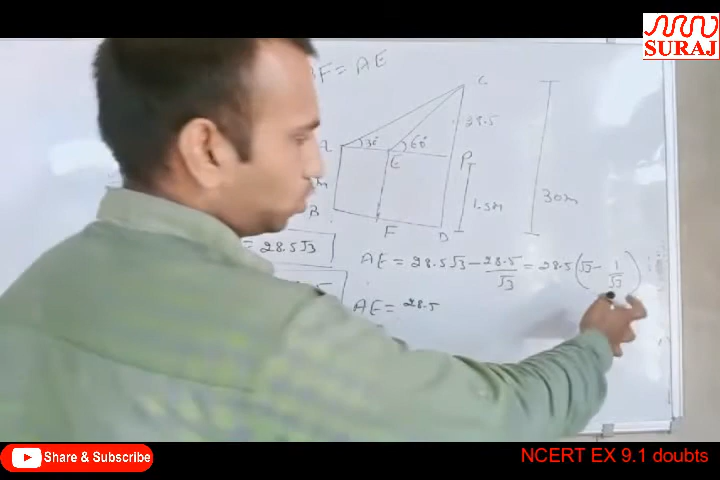 SURAJ
BF = AE
C
28.5
A 30° 60°
E P
30m
m 1.5m
B
F D
= 28.5√3
AE = 28.5√3 - 28.5/√3 = 28.5(√3 - 1/√3)
AE = 28.5
Share & Subscribe
NCERT EX 9.1 doubts